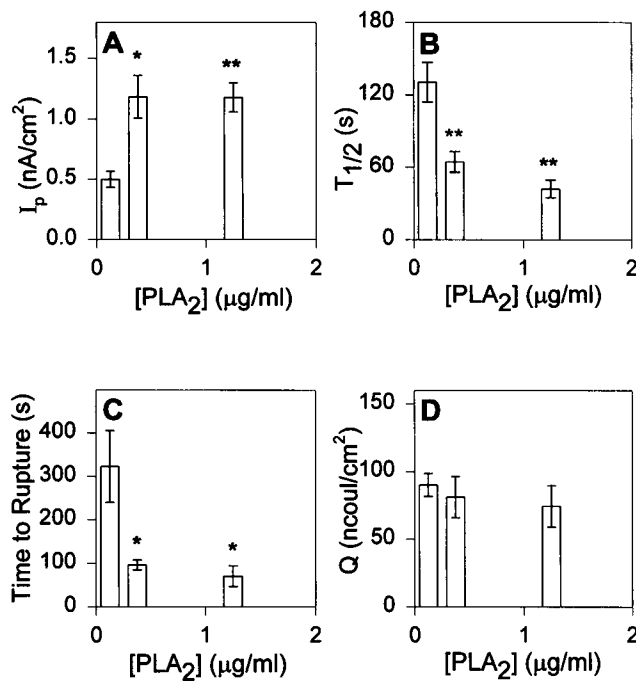 A
I_p (nA/cm²)
1.5
1.0
0.5
0.0
*
**
0
1
2
[PLA₂] (µg/ml)
B
T_1/2 (s)
180
120
60
0
**
**
0
1
2
[PLA₂] (µg/ml)
C
Time to Rupture (s)
400
300
200
100
0
*
*
0
1
2
[PLA₂] (µg/ml)
D
Q (ncoul/cm²)
150
100
50
0
0
1
2
[PLA₂] (µg/ml)